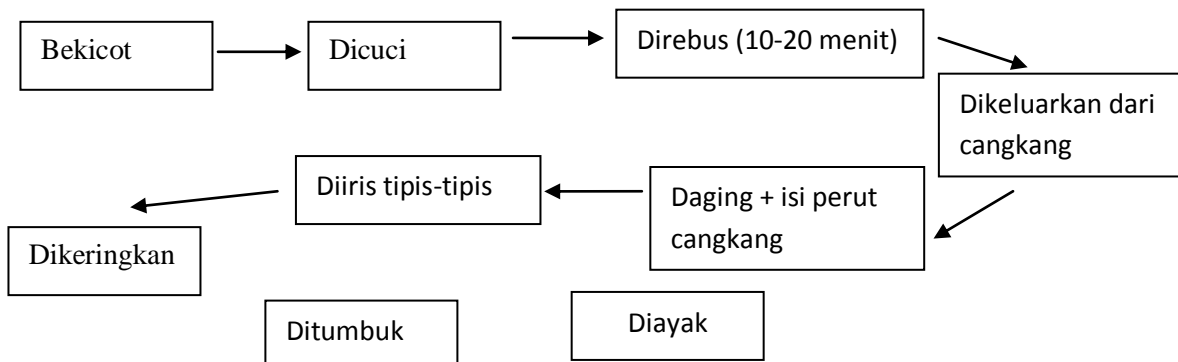 Bekicot
Dicuci
Direbus (10-20 menit)
Dikeluarkan dari
cangkang
Daging + isi perut
cangkang
Diiris tipis-tipis
Dikeringkan
Ditumbuk
Diayak